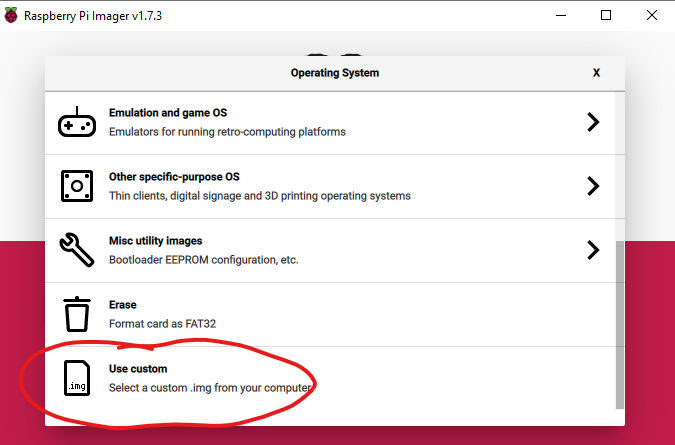 Raspberry Pi Imager v1.7.3
Operating System
X
Emulation and game OS
Emulators for running retro-computing platforms
Other specific-purpose OS
Thin clients, digital signage and 3D printing operating systems
Misc utility images
Bootloader EEPROM configuration, etc.
Erase
Format card as FAT32
.img
Use custom
Select a custom .img from your computer